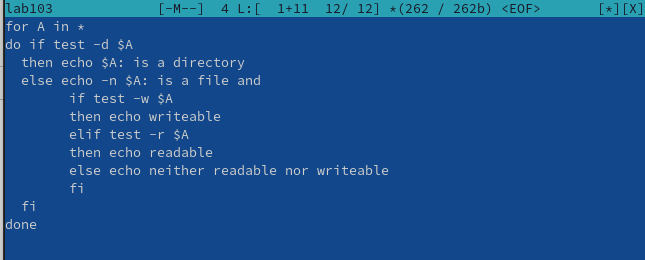 lab103 [-M--] 4 L:[ 1+11 12/ 12] *(262 / 262b) <EOF> [*][X]
for A in *
do if test -d $A
then echo $A: is a directory
else echo -n $A: is a file and
if test -w $A
then echo writeable
elif test -r $A
then echo readable
else echo neither readable nor writeable
fi
fi
done